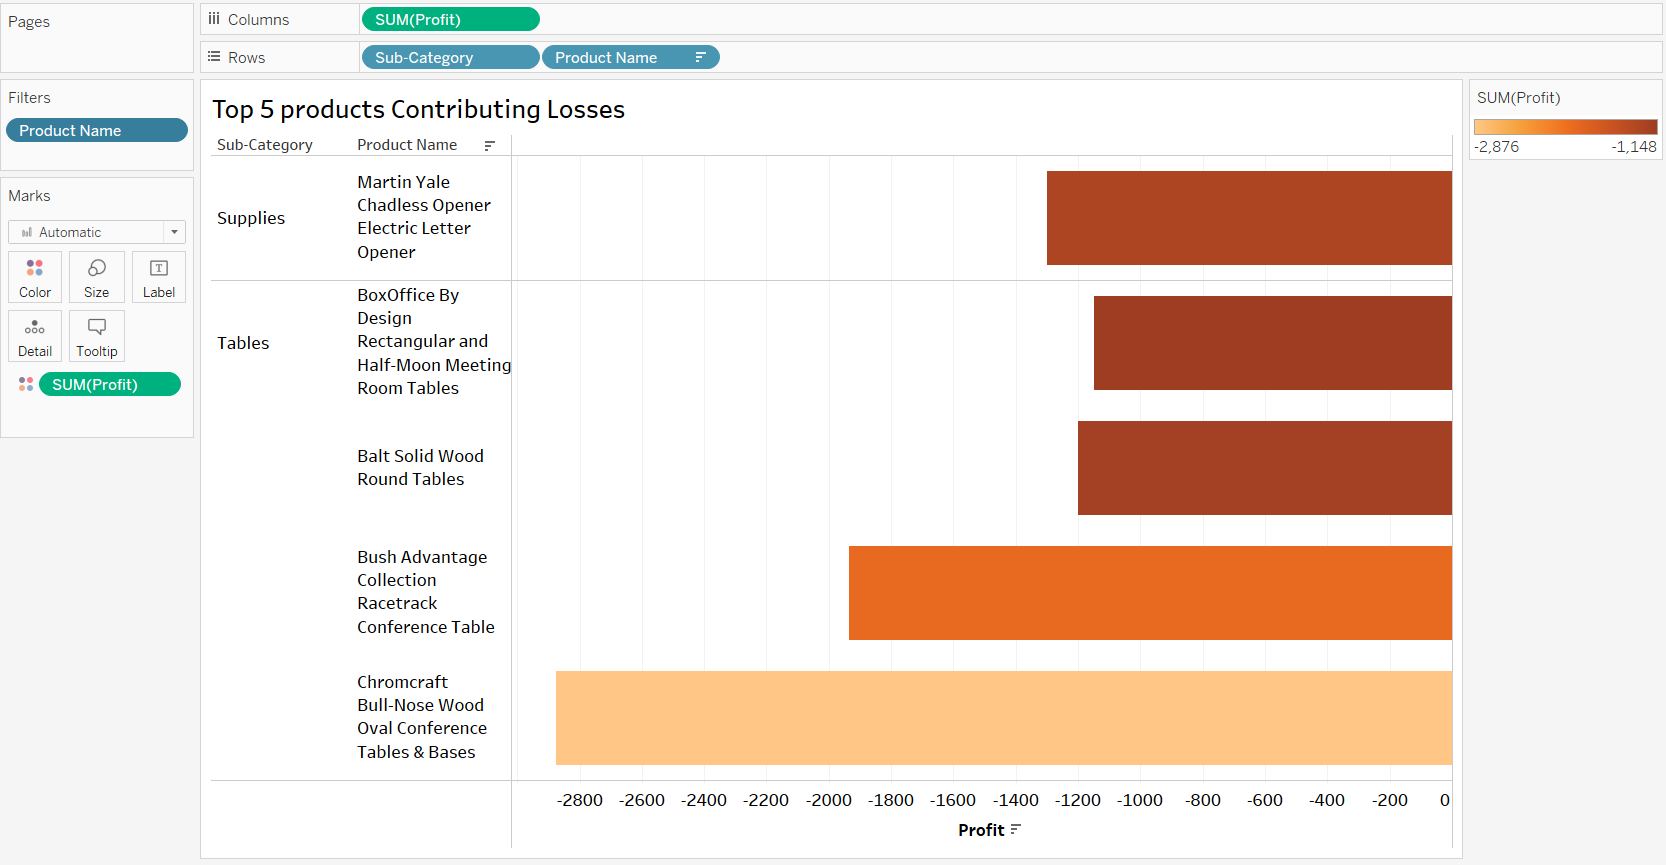 Pages
Columns
SUM(Profit)
Rows
Sub-Category
Product Name
Filters
Product Name
Marks
Automatic
Color
Size
Label
Detail
Tooltip
SUM(Profit)
Top 5 products Contributing Losses
Sub-Category
Product Name
Supplies
Martin Yale
Chadless Opener
Electric Letter
Opener
Tables
BoxOffice By
Design
Rectangular and
Half-Moon Meeting
Room Tables
Balt Solid Wood
Round Tables
Bush Advantage
Collection
Racetrack
Conference Table
Chromcraft
Bull-Nose Wood
Oval Conference
Tables & Bases
-2800 -2600 -2400 -2200 -2000 -1800 -1600 -1400 -1200 -1000 -800 -600 -400 -200 0
Profit
SUM(Profit)
-2,876 -1,148